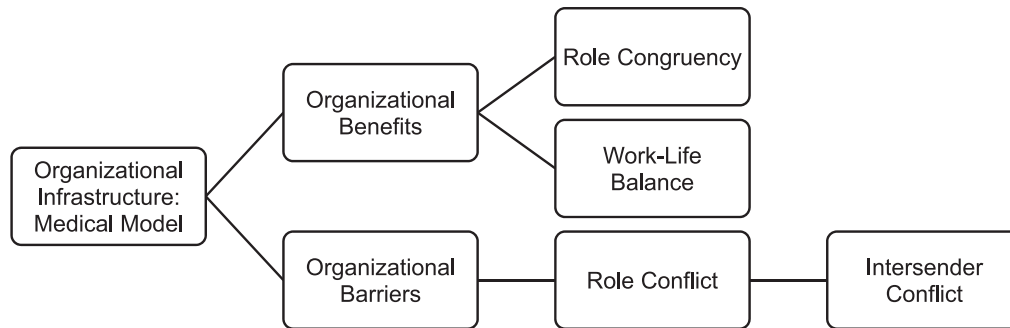 Organizational
Infrastructure:
Medical Model
Organizational
Benefits
Role Congruency
Work-Life
Balance
Organizational
Barriers
Role Conflict
Intersender
Conflict